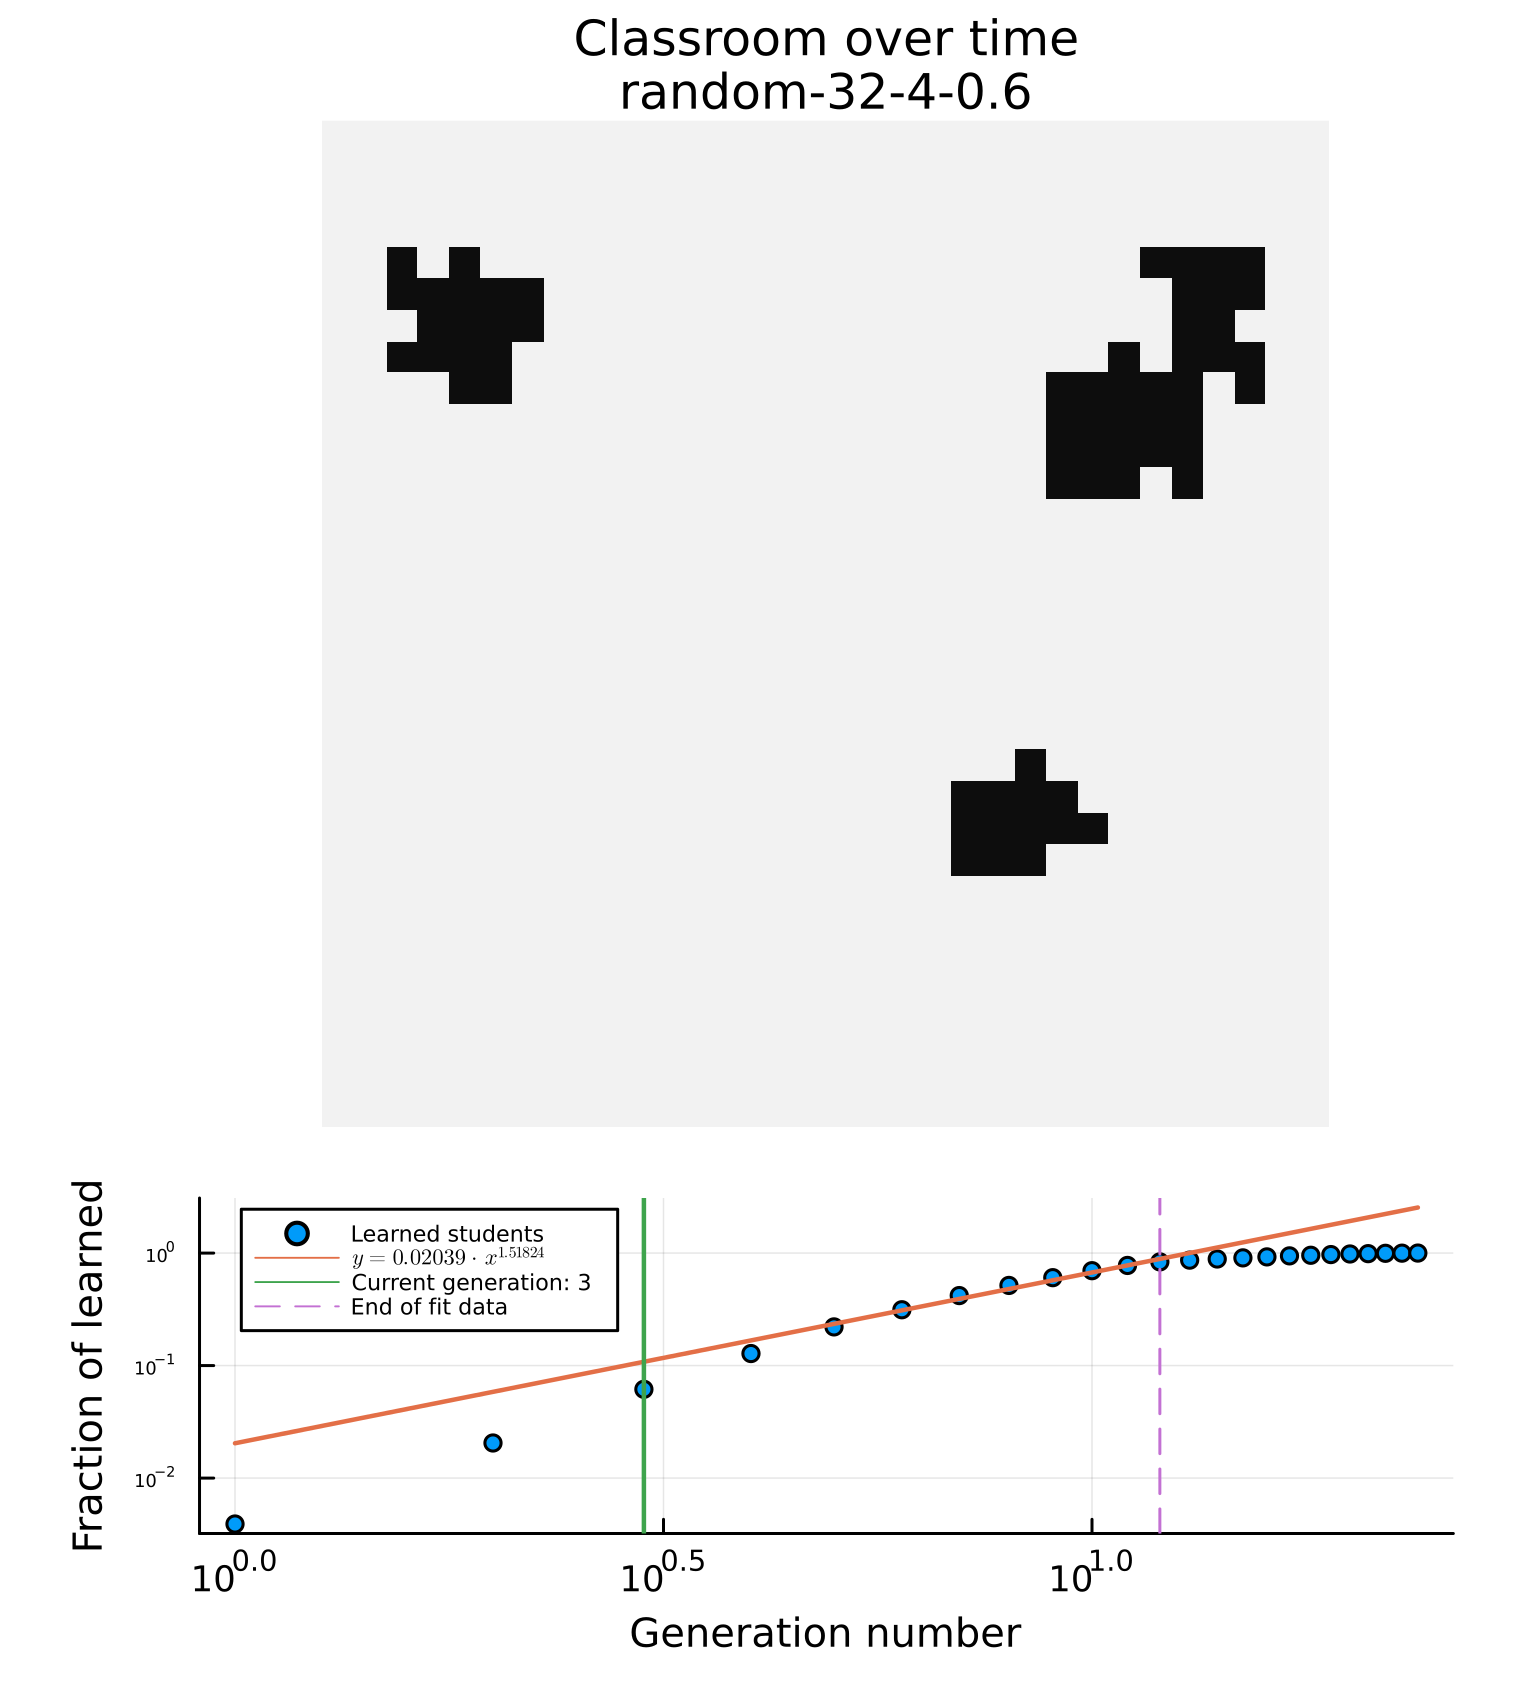 Classroom over time
random-32-4-0.6
Fraction of learned
10^0
10^-1
10^-2
Learned students
y = 0.02039 · x^1.51824
Current generation: 3
End of fit data
10^0.0
10^0.5
10^1.0
Generation number